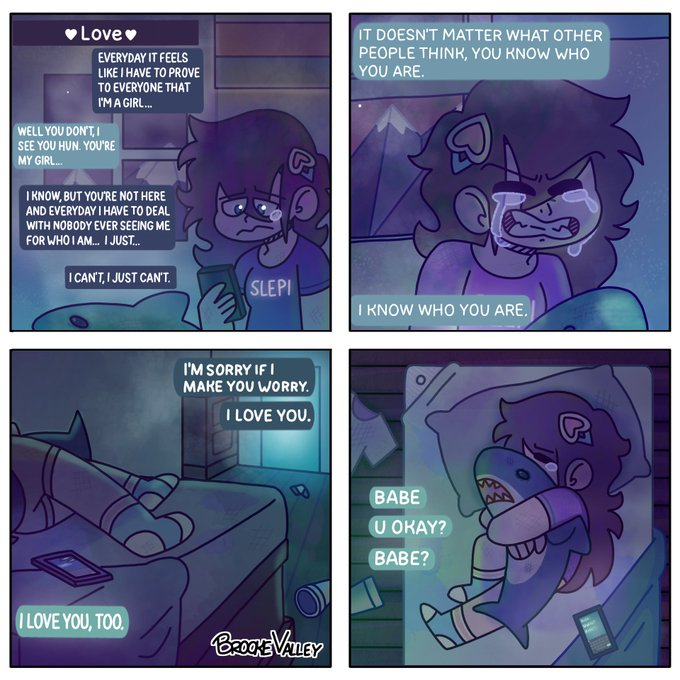 ♥Love♥
EVERYDAY IT FEELS
LIKE I HAVE TO PROVE
TO EVERYONE THAT
I'M A GIRL...
WELL YOU DON'T, I
SEE YOU HUN. YOU'RE
MY GIRL...
I KNOW, BUT YOU'RE NOT HERE
AND EVERYDAY I HAVE TO DEAL
WITH NOBODY EVER SEEING ME
FOR WHO I AM... I JUST...
I CAN'T, I JUST CAN'T.
SLEPI
IT DOESN'T MATTER WHAT OTHER
PEOPLE THINK, YOU KNOW WHO
YOU ARE.
I KNOW WHO YOU ARE.
I'M SORRY IF I
MAKE YOU WORRY.
I LOVE YOU.
I LOVE YOU, TOO.
BROOKE VALLEY
BABE
U OKAY?
BABE?